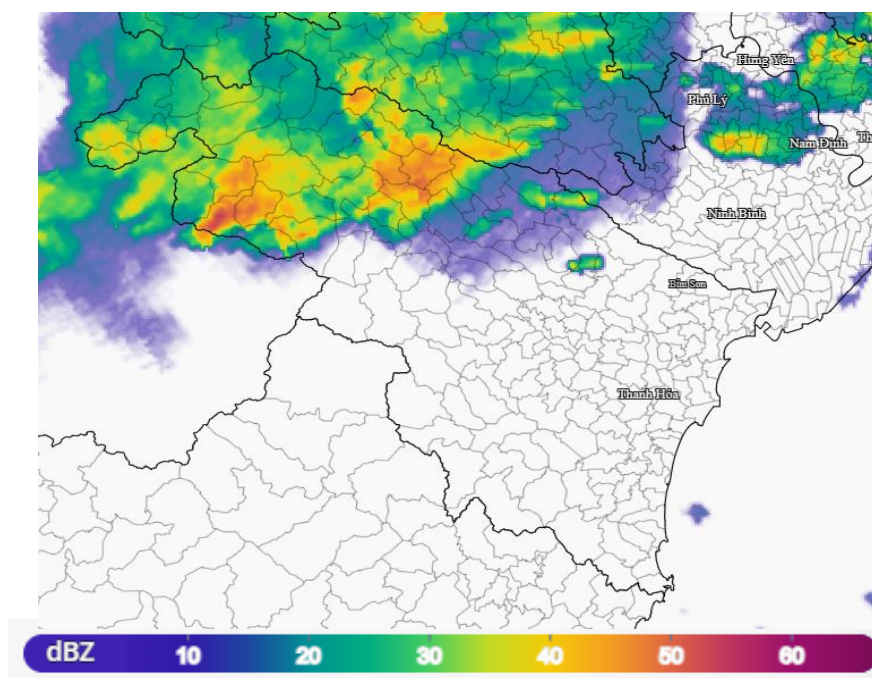 Hưng Yên
Phủ Lý
Nam Định
Th
Ninh Bình
Bỉm Sơn
Thanh Hóa
dBZ 10 20 30 40 50 60